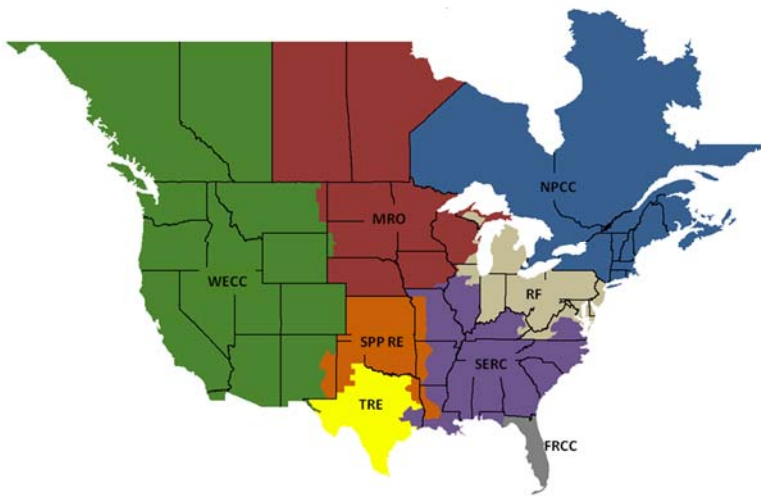 NPCC
MRO
WECC
RF
SPP RE
SERC
TRE
FRCC